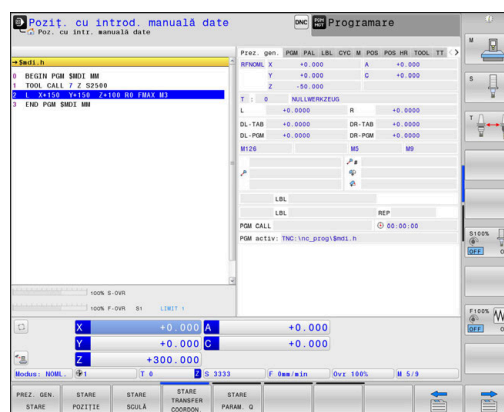 Poziţ. cu introd. manuală date
Poz. cu intr. manuală date
DNC
Programare
→$mdi.h
0 BEGIN PGM $MDI MM
1 TOOL CALL 7 Z S2500
2 L X+150 Y+150 Z+100 R0 FMAX M3
3 END PGM $MDI MM
100% S-OVR
100% F-OVR S1 LIMIT 1
Prez. gen. PGM PAL LBL CYC M POS POS HR TOOL TT
RFNOML X +0.000 A +0.000
Y +0.000 C +0.000
Z -50.000
T : 0 NULLWERKZEUG
L +0.0000 R +0.0000
DL-TAB +0.0000 DR-TAB +0.0000
DL-PGM +0.0000 DR-PGM +0.0000
M126 M5 M9
LBL
LBL REP
PGM CALL 00:00:00
PGM activ: TNC:\nc_prog\$mdi.h
X +0.000 A +0.000
Y +0.000 C +0.000
Z +300.000
Modus: NOML. 1 T 0 Z S 3333 F 0mm/min Ovr 100% M 5/9
PREZ. GEN. STARE
STARE POZIŢIE
STARE SCULĂ
STARE TRANSFER COORDON.
STARE PARAM. Q
M
S
T
S100%
OFF
F100%
OFF